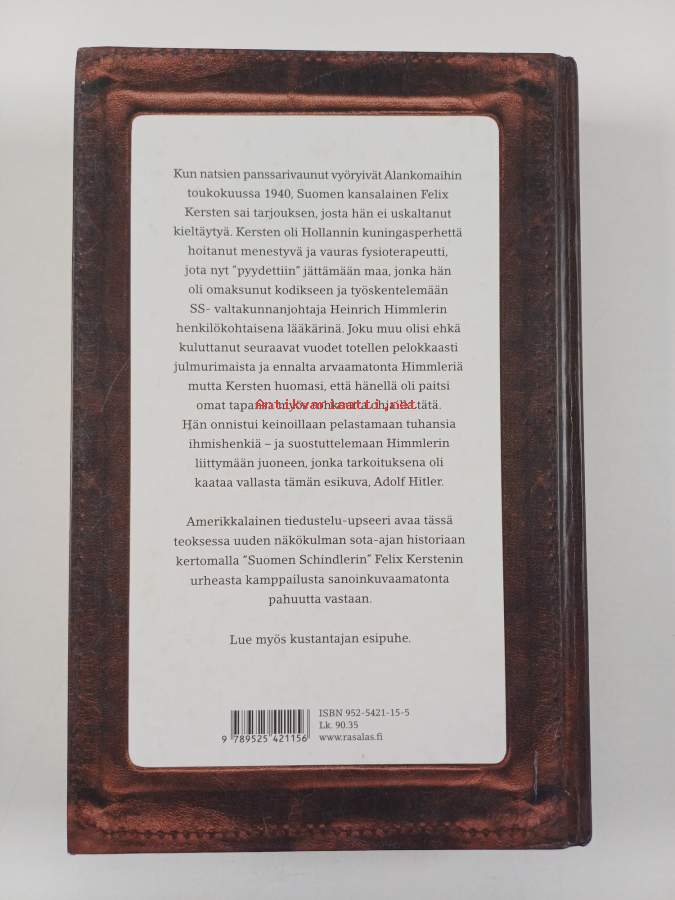 Kun natsien panssarivaunut vyöryivät Alankomaihin
toukokuussa 1940, Suomen kansalainen Felix
Kersten sai tarjouksen, josta hän ei uskaltanut
kieltäytyä. Kersten oli Hollannin kuningasperhettä
hoitanut menestyvä ja vauras fysioterapeutti,
jota nyt ”pyydettiin” jättämään maa, jonka hän
oli omaksunut kodikseen ja työskentelemään
SS- valtakunnanjohtaja Heinrich Himmlerin
henkilökohtaisena lääkärinä. Joku muu olisi ehkä
kuluttanut seuraavat vuodet totellen pelokkaasti
julmurimaista ja ennalta arvaamatonta Himmleriä
mutta Kersten huomasi, että hänellä oli paitsi
omat tapansa myös tätä.
Antikvariaatti.net
Hän onnistui keinoillaan pelastamaan tuhansia
ihmishenkiä – ja suostuttelemaan Himmlerin
liittymään juoneen, jonka tarkoituksena oli
kaataa vallasta tämän esikuva, Adolf Hitler.
Amerikkalainen tiedustelu-upseeri avaa tässä
teoksessa uuden näkökulman sota-ajan historiaan
kertomalla ”Suomen Schindlerin” Felix Kerstenin
urheasta kamppailusta sanoinkuvaamatonta
pahuutta vastaan.
Lue myös kustantajan esipuhe.
ISBN 952-5421-15-5
Lk. 90.35
www.rasalas.fi
9 789525 421156